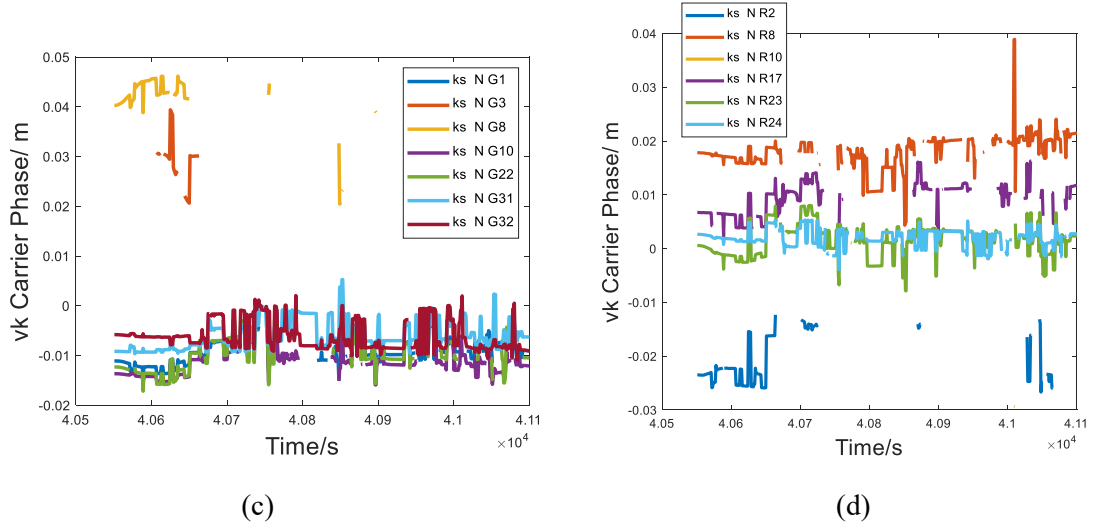 0.05
0.04
0.03
0.02
0.01
0
-0.01
-0.02
vk Carrier Phase/ m
4.05
4.06
4.07
4.08
4.09
4.1
4.11
×10⁴
Time/s
ks N G1
ks N G3
ks N G8
ks N G10
ks N G22
ks N G31
ks N G32
(c)
ks N R2
ks N R8
ks N R10
ks N R17
ks N R23
ks N R24
0.04
0.03
0.02
0.01
0
-0.01
-0.02
-0.03
vk Carrier Phase/ m
4.05
4.06
4.07
4.08
4.09
4.1
4.11
×10⁴
Time/s
(d)